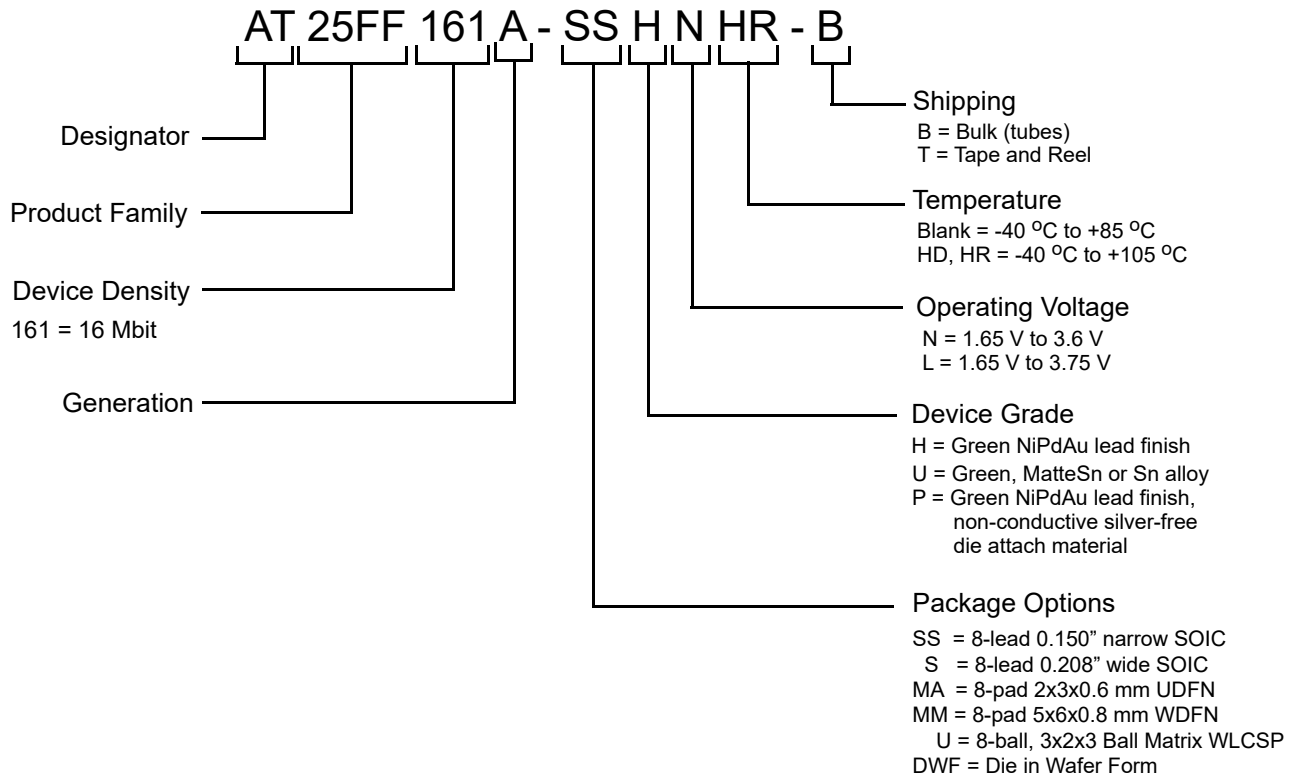 AT 25FF 161 A - SS H N HR - B
Designator
Product Family
Device Density
161 = 16 Mbit
Generation
Shipping
B = Bulk (tubes)
T = Tape and Reel
Temperature
Blank = -40 ºC to +85 ºC
HD, HR = -40 ºC to +105 ºC
Operating Voltage
N = 1.65 V to 3.6 V
L = 1.65 V to 3.75 V
Device Grade
H = Green NiPdAu lead finish
U = Green, MatteSn or Sn alloy
P = Green NiPdAu lead finish,
non-conductive silver-free
die attach material
Package Options
SS = 8-lead 0.150” narrow SOIC
S = 8-lead 0.208” wide SOIC
MA = 8-pad 2x3x0.6 mm UDFN
MM = 8-pad 5x6x0.8 mm WDFN
U = 8-ball, 3x2x3 Ball Matrix WLCSP
DWF = Die in Wafer Form